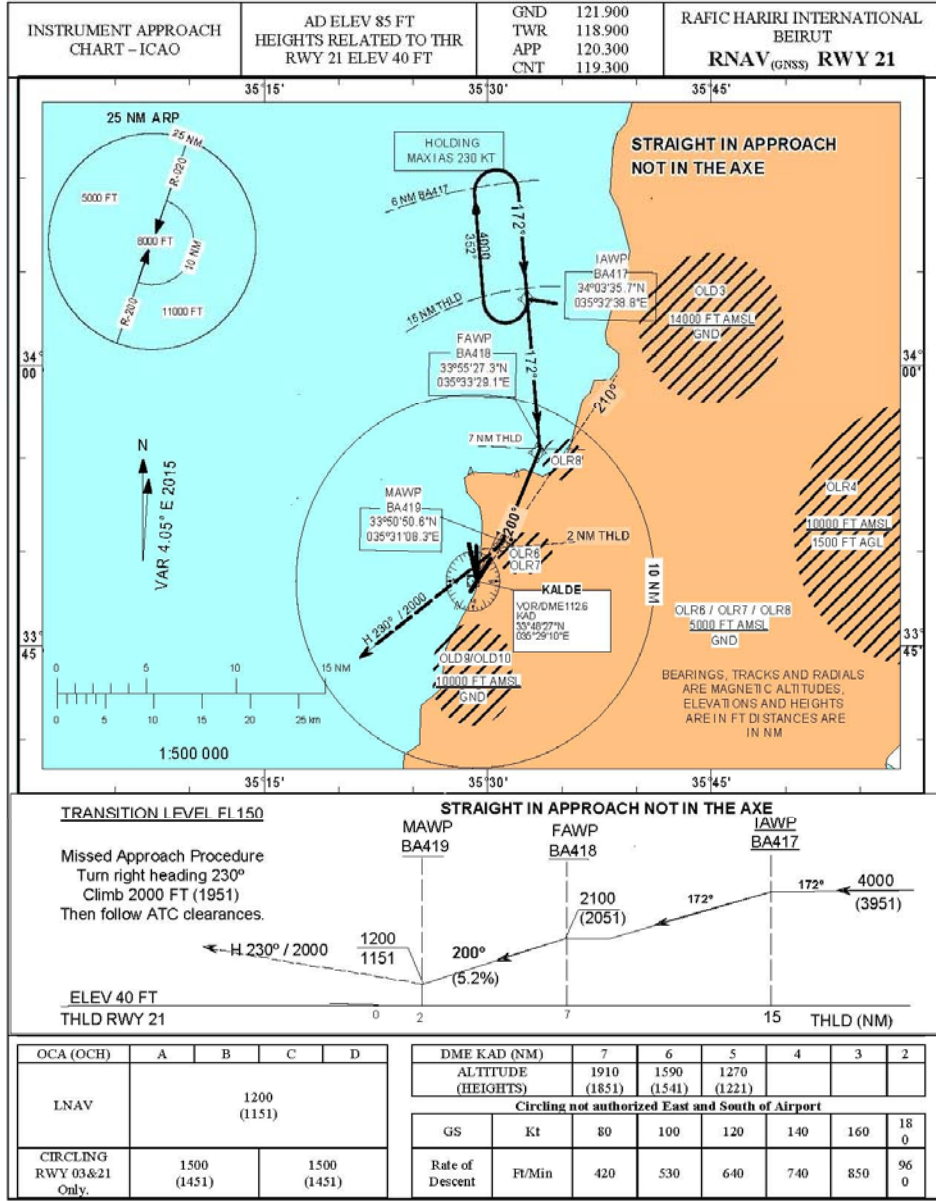 INSTRUMENT APPROACH
CHART – ICAO
AD ELEV 85 FT
HEIGHTS RELATED TO THR
RWY 21 ELEV 40 FT
GND 121.900
TWR 118.900
APP 120.300
CNT 119.300
RAFIC HARIRI INTERNATIONAL
BEIRUT
RNAV(GNSS) RWY 21
35°15'
35°30'
35°45'
25 NM ARP
25 NM
R-020
5000 FT
8000 FT
10 NM
11000 FT
R-200
HOLDING
MAX IAS 230 KT
STRAIGHT IN APPROACH
NOT IN THE AXE
6 NM BA417
172°
4000
352°
IAWP
BA417
34°03'35.7"N
035°32'38.8"E
15 NM THLD
OLD3
14000 FT AMSL
GND
34°
00'
34°
00'
FAWP
BA418
33°55'27.3"N
035°33'29.1"E
172°
210°
7 NM THLD
OLR8
N
VAR 4.05° E 2015
MAWP
BA419
33°50'50.6"N
035°31'08.3"E
200°
2 NM THLD
OLR6
OLR7
OLR4
10000 FT AMSL
1500 FT AGL
KALDE
VOR/DME112.6
KAD
33°48'27"N
035°29'10"E
10 NM
H 230° / 2000
OLR6 / OLR7 / OLR8
5000 FT AMSL
GND
33°
45'
33°
45'
OLD9/OLD10
10000 FT AMSL
GND
BEARINGS, TRACKS AND RADIALS
ARE MAGNETIC ALTITUDES,
ELEVATIONS AND HEIGHTS
ARE IN FT DISTANCES ARE
IN NM
0 5 10 15 NM
0 5 10 15 20 25 km
1:500 000
35°15'
35°30'
35°45'
TRANSITION LEVEL FL150
STRAIGHT IN APPROACH NOT IN THE AXE
MAWP
BA419
FAWP
BA418
IAWP
BA417
Missed Approach Procedure
Turn right heading 230°
Climb 2000 FT (1951)
Then follow ATC clearances.
2100
(2051)
172°
172°
4000
(3951)
H 230° / 2000
1200
1151
200°
(5.2%)
ELEV 40 FT
THLD RWY 21
0 2 7 15 THLD (NM)
OCA (OCH) A B C D
LNAV 1200
(1151)
CIRCLING
RWY 03&21
Only.
1500
(1451)
1500
(1451)
DME KAD (NM) 7 6 5 4 3 2
ALTITUDE
(HEIGHTS)
1910 1590 1270
(1851) (1541) (1221)
Circling not authorized East and South of Airport
GS Kt 80 100 120 140 160 180
Rate of
Descent
Ft/Min 420 530 640 740 850 960